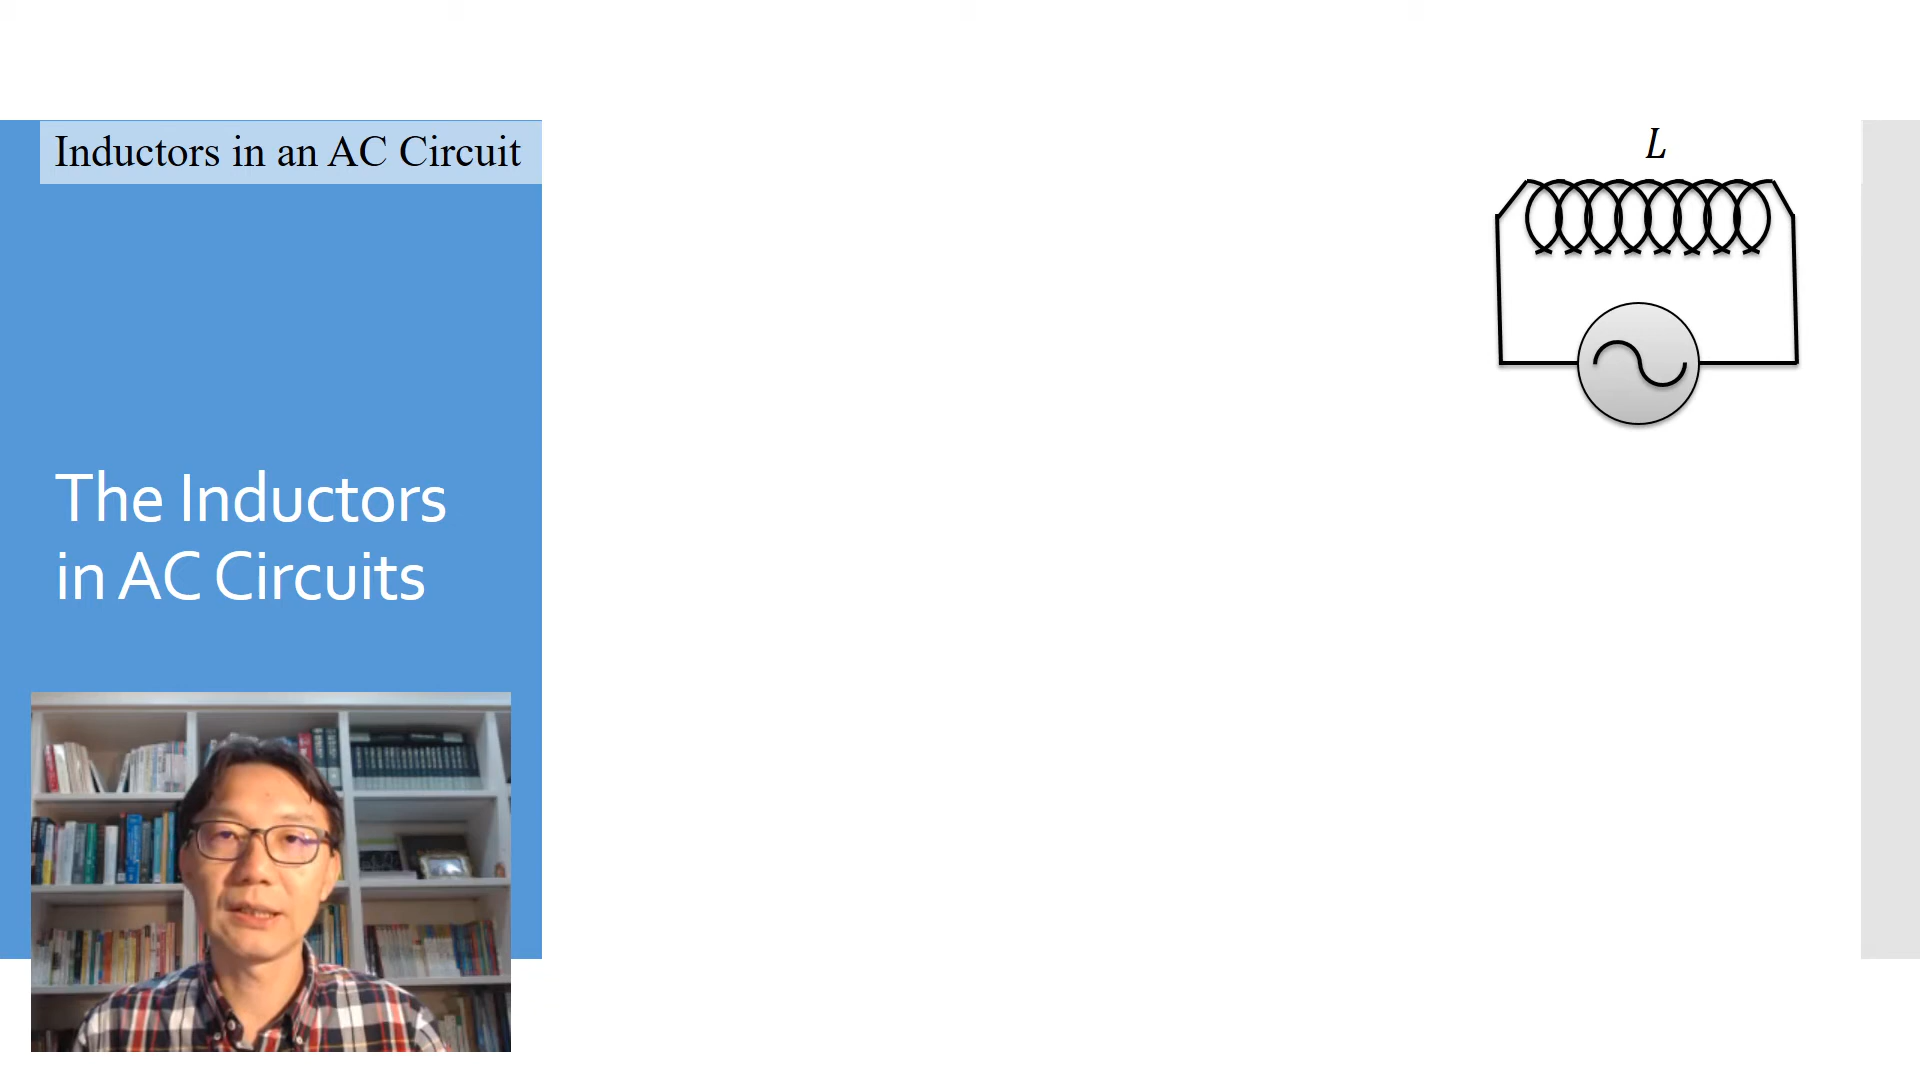 Inductors in an AC Circuit
L
The Inductors
in AC Circuits